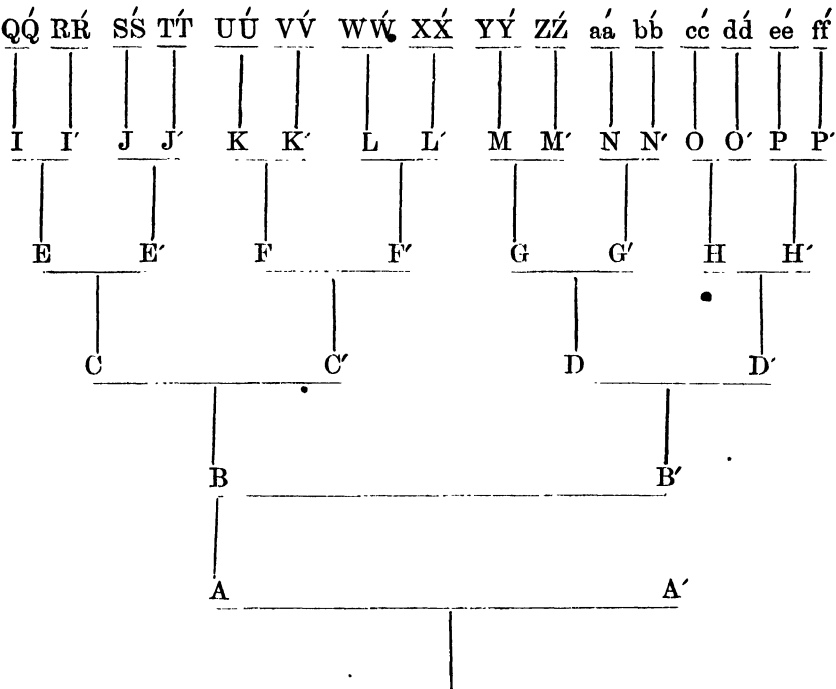 QQ́ RŔ SŚ TT́ UÚ VV́ WẂ XX́ YÝ ZŹ aá bb́ cć dd́ eé ff́
I I′ J J′ K K′ L L′ M M′ N N′ O O′ P P′
E E′ F F′ G G′ H H′
C C′ D D′
B B′
A A′